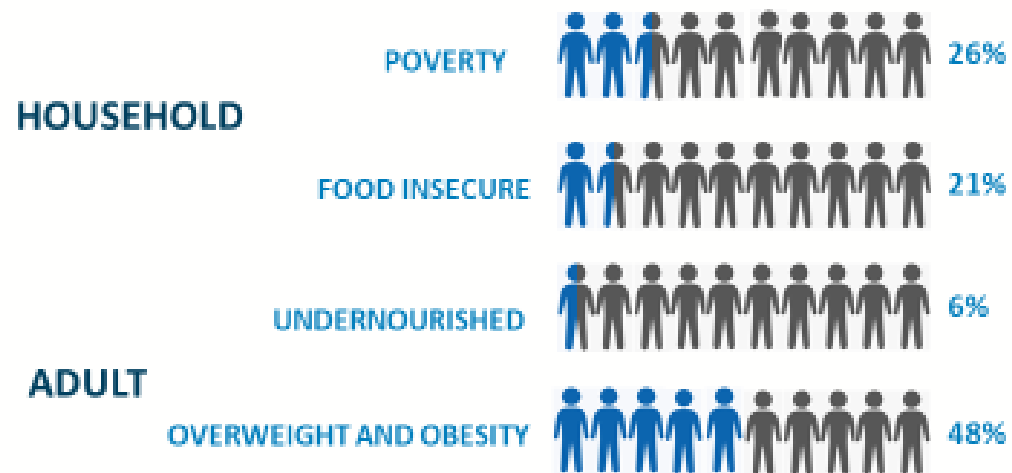 POVERTY 26%
HOUSEHOLD
FOOD INSECURE 21%
UNDERNOURISHED 6%
ADULT
OVERWEIGHT AND OBESITY 48%